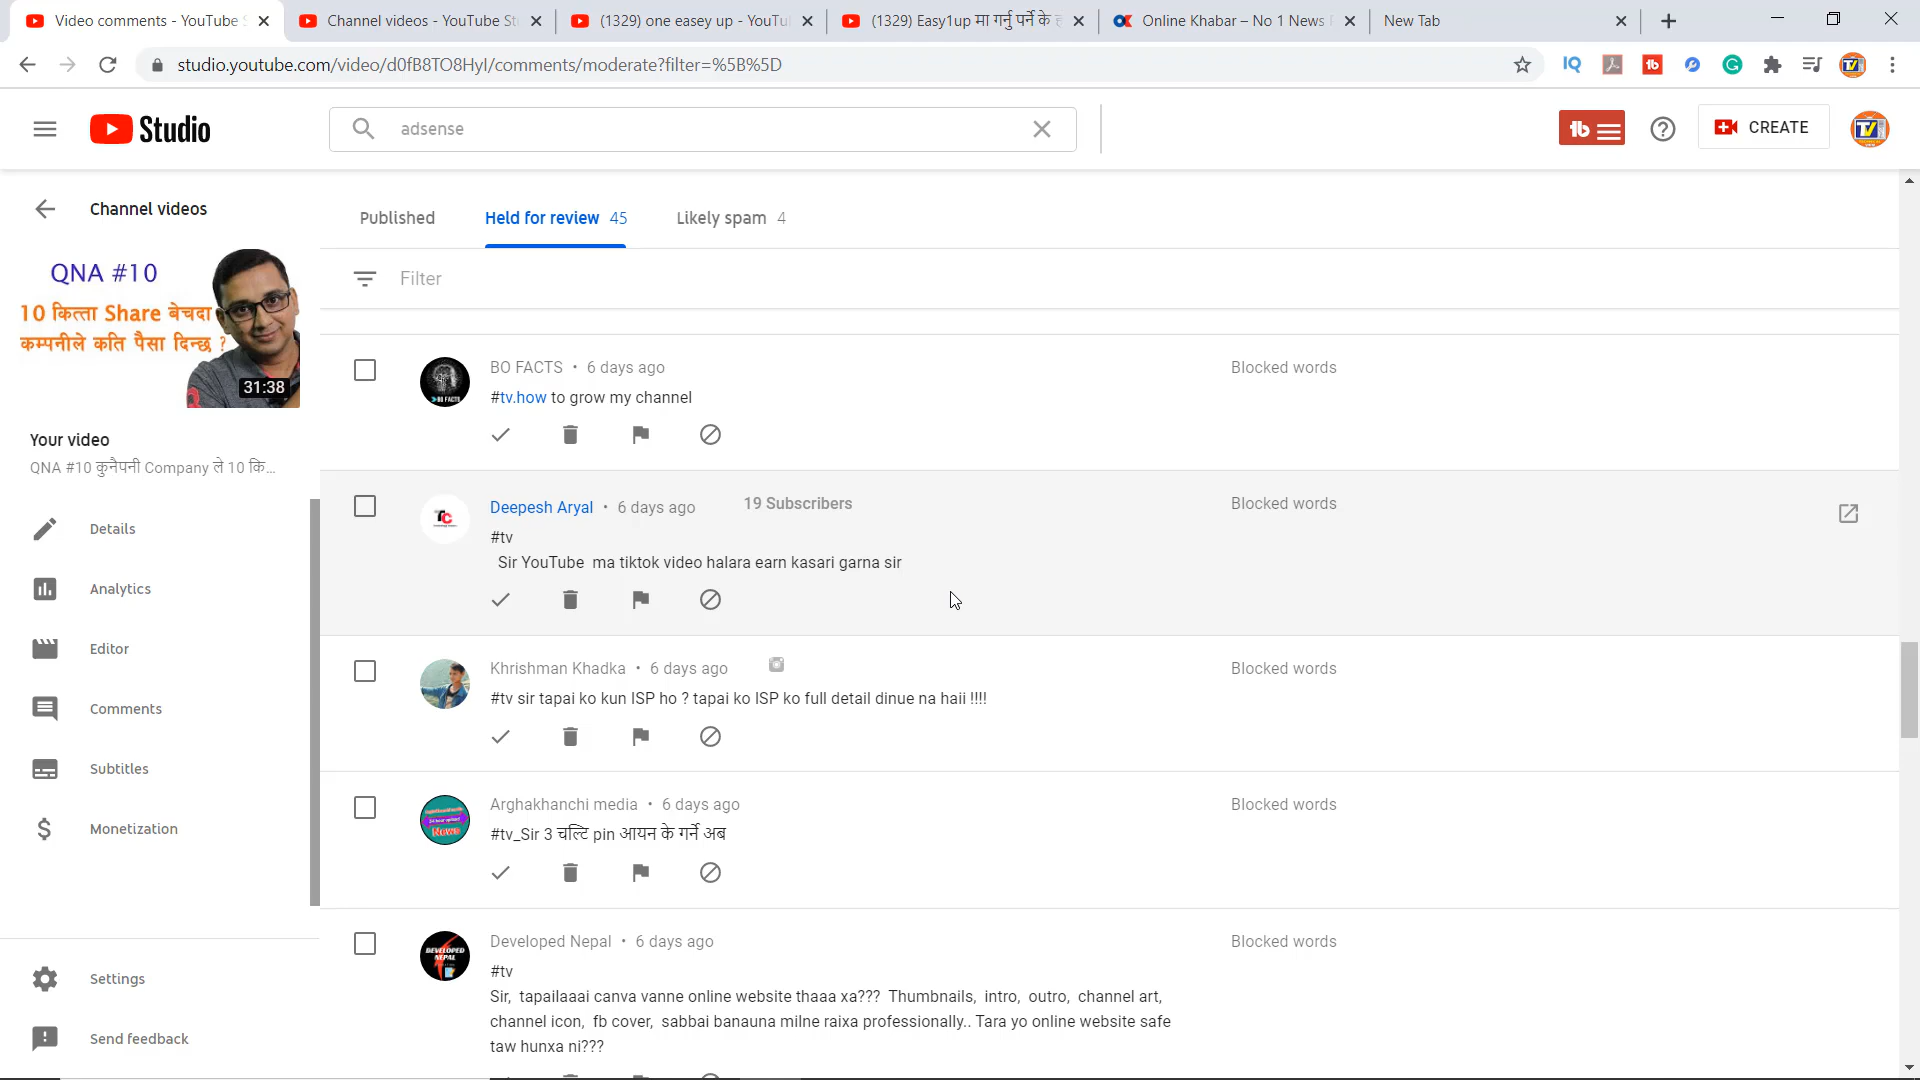 Video comments - YouTube S
Channel videos - YouTube St
(1329) one easey up - YouTu
(1329) Easy1up मा गर्नु पर्ने के
Online Khabar – No 1 News
New Tab
studio.youtube.com/video/d0fB8TO8HyI/comments/moderate?filter=%5B%5D
Studio
adsense
CREATE
Channel videos
Published
Held for review 45
Likely spam 4
Filter
QNA #10
10 कित्ता Share बेचदा
कम्पनीले कति पैसा दिन्छ ?
31:38
Your video
QNA #10 कुनैपनी Company ले 10 कि...
Details
Analytics
Editor
Comments
Subtitles
Monetization
Settings
Send feedback
BO FACTS • 6 days ago
Blocked words
#tv.how to grow my channel
Deepesh Aryal • 6 days ago
19 Subscribers
Blocked words
#tv
Sir YouTube ma tiktok video halara earn kasari garna sir
Khrishman Khadka • 6 days ago
Blocked words
#tv sir tapai ko kun ISP ho ? tapai ko ISP ko full detail dinue na haii !!!!
Arghakhanchi media • 6 days ago
Blocked words
#tv_Sir 3 चल्टि pin आयन के गर्ने अब
Developed Nepal • 6 days ago
Blocked words
#tv
Sir, tapailaaai canva vanne online website thaaa xa??? Thumbnails, intro, outro, channel art,
channel icon, fb cover, sabbai banauna milne raixa professionally.. Tara yo online website safe
taw hunxa ni???